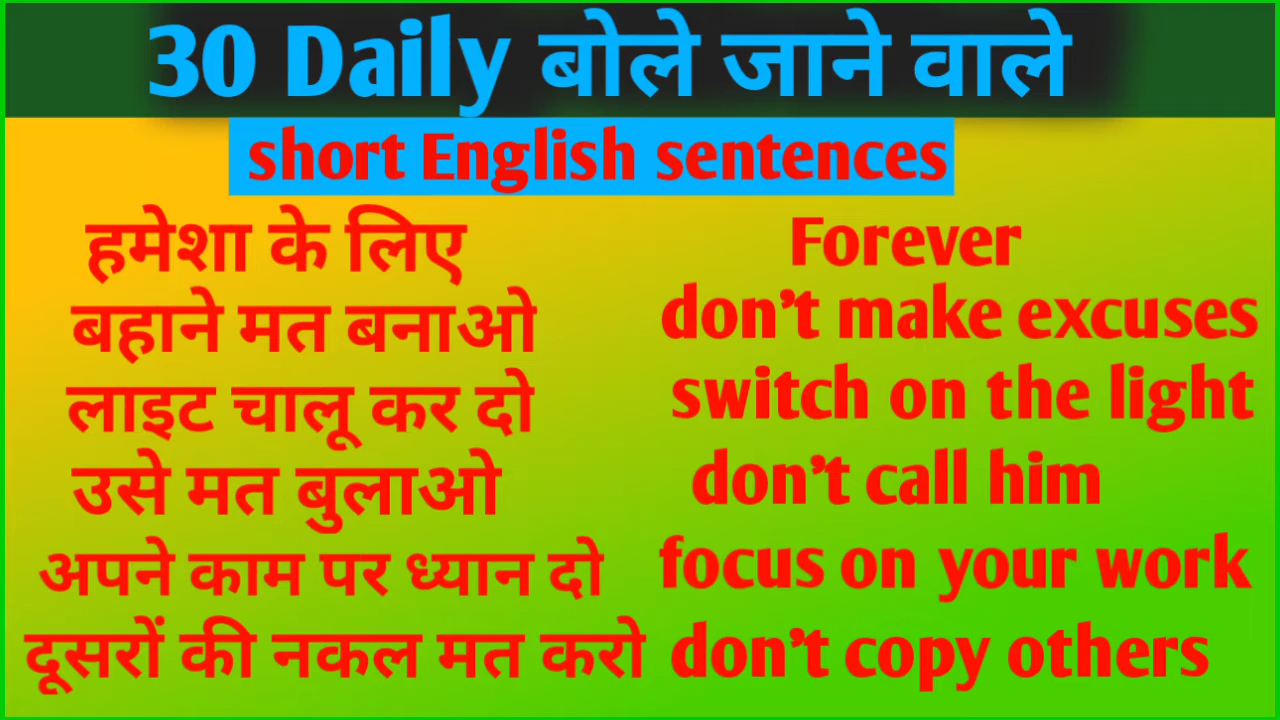 30 Daily बोले जाने वाले
short English sentences
हमेशा के लिए Forever
बहाने मत बनाओ don't make excuses
लाइट चालू कर दो switch on the light
उसे मत बुलाओ don't call him
अपने काम पर ध्यान दो focus on your work
दूसरों की नकल मत करो don't copy others